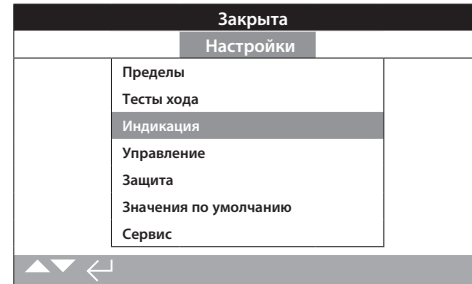 Закрыта
Настройки
Пределы
Тесты хода
Индикация
Управление
Защита
Значения по умолчанию
Сервис